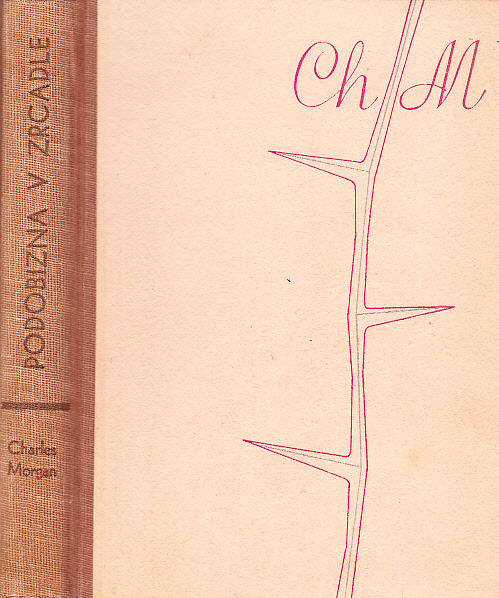 PODOBIZNA V ZRCADLE
Charles
Morgan
Ch M